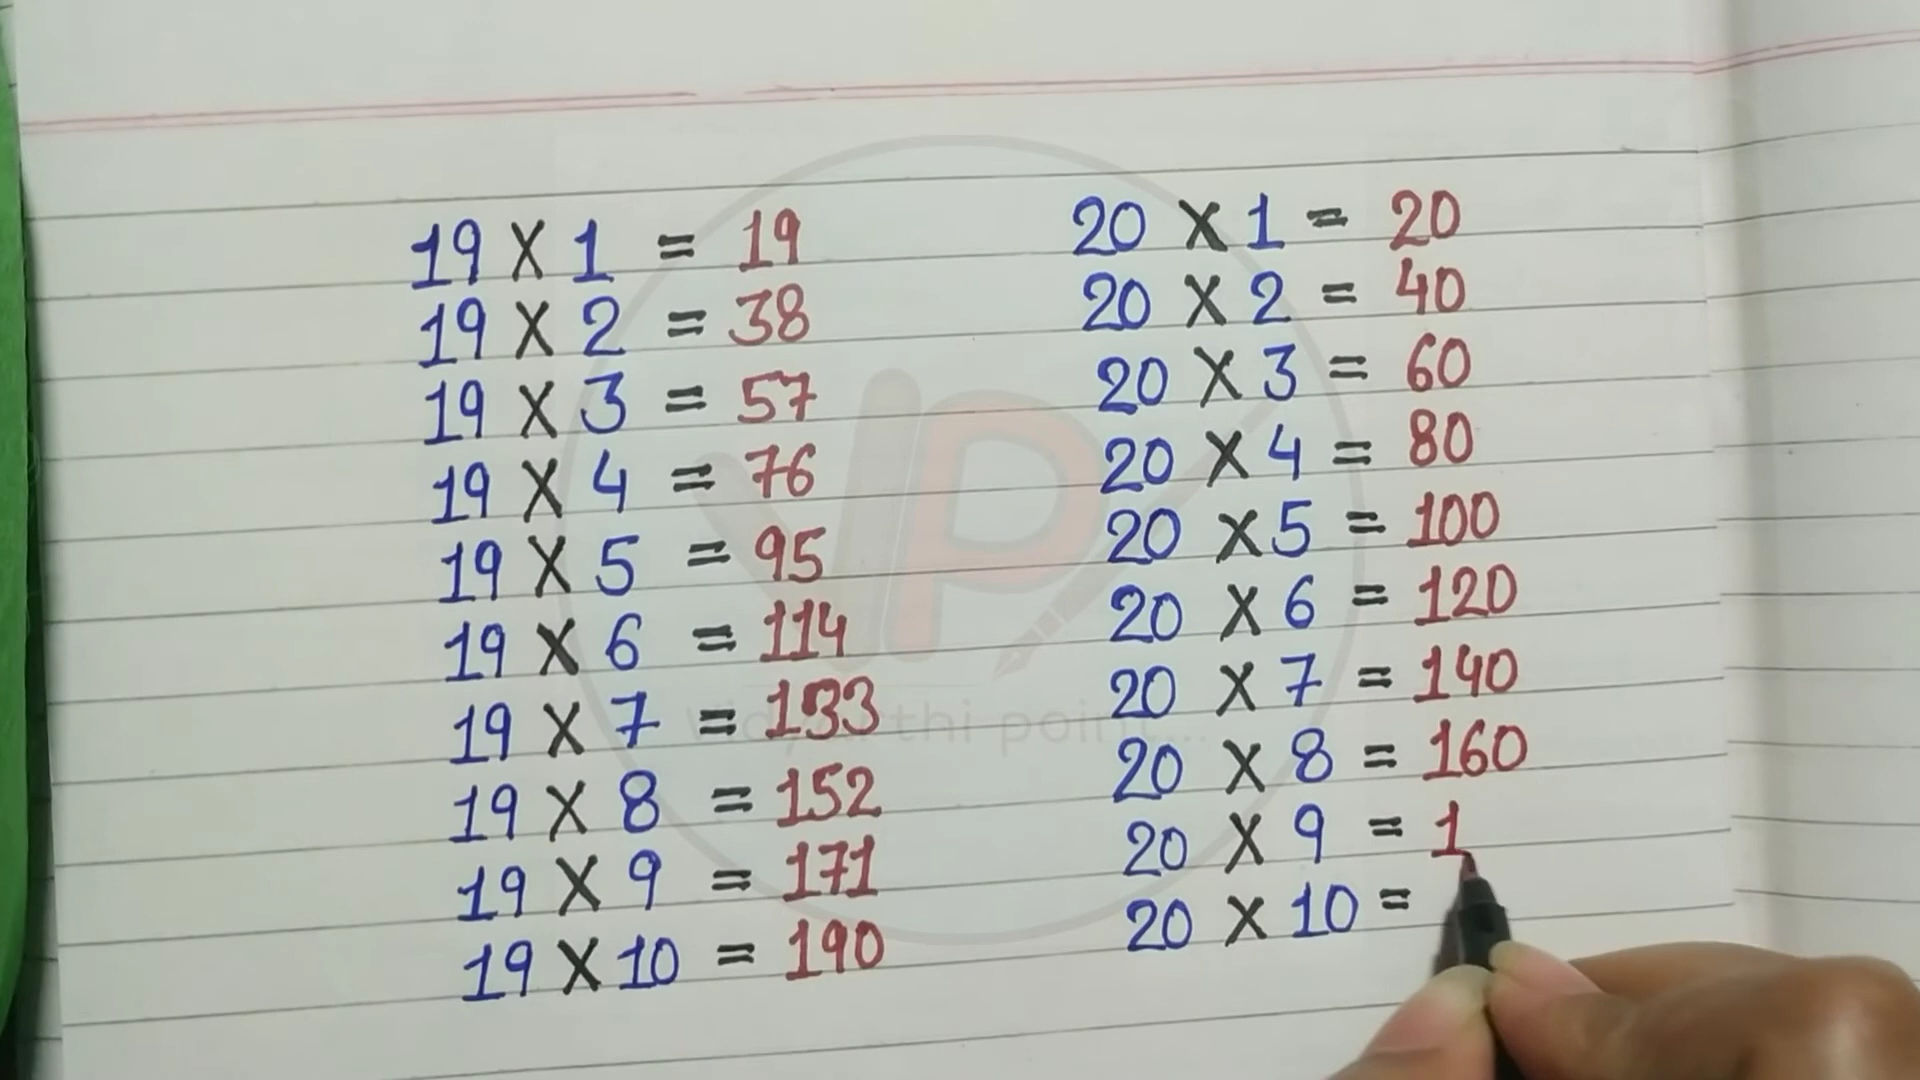 19 X 1 = 19
19 X 2 = 38
19 X 3 = 57
19 X 4 = 76
19 X 5 = 95
19 X 6 = 114
19 X 7 = 133
19 X 8 = 152
19 X 9 = 171
19 X 10 = 190
20 X 1 = 20
20 X 2 = 40
20 X 3 = 60
20 X 4 = 80
20 X 5 = 100
20 X 6 = 120
20 X 7 = 140
20 X 8 = 160
20 X 9 = 1
20 X 10 =
VP
Vidyarthi point...